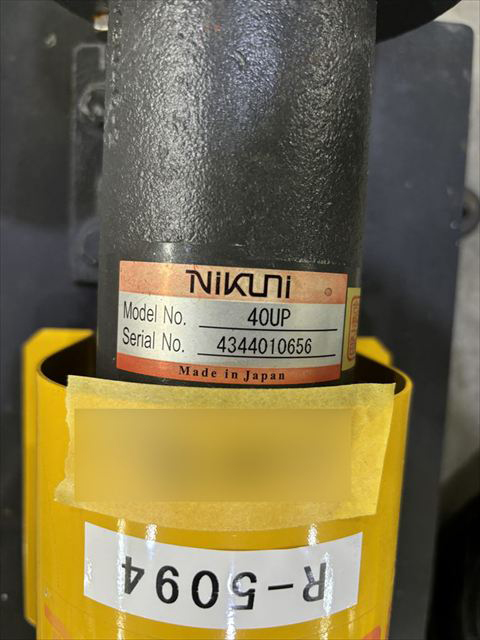 NiKUNi
Model No. 40UP
Serial No. 4344010656
Made in Japan
R-5094